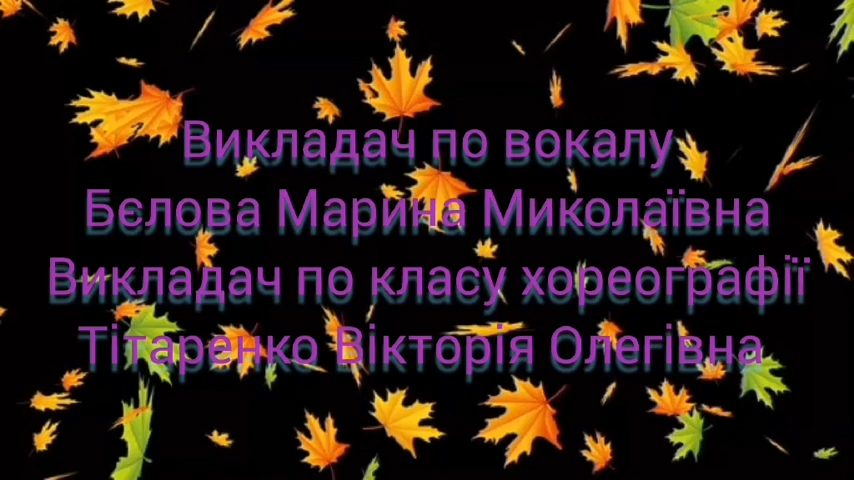 Викладач по вокалу
Бєлова Марина Миколаївна
Викладач по класу хореографії
Тітаренко Вікторія Олегівна